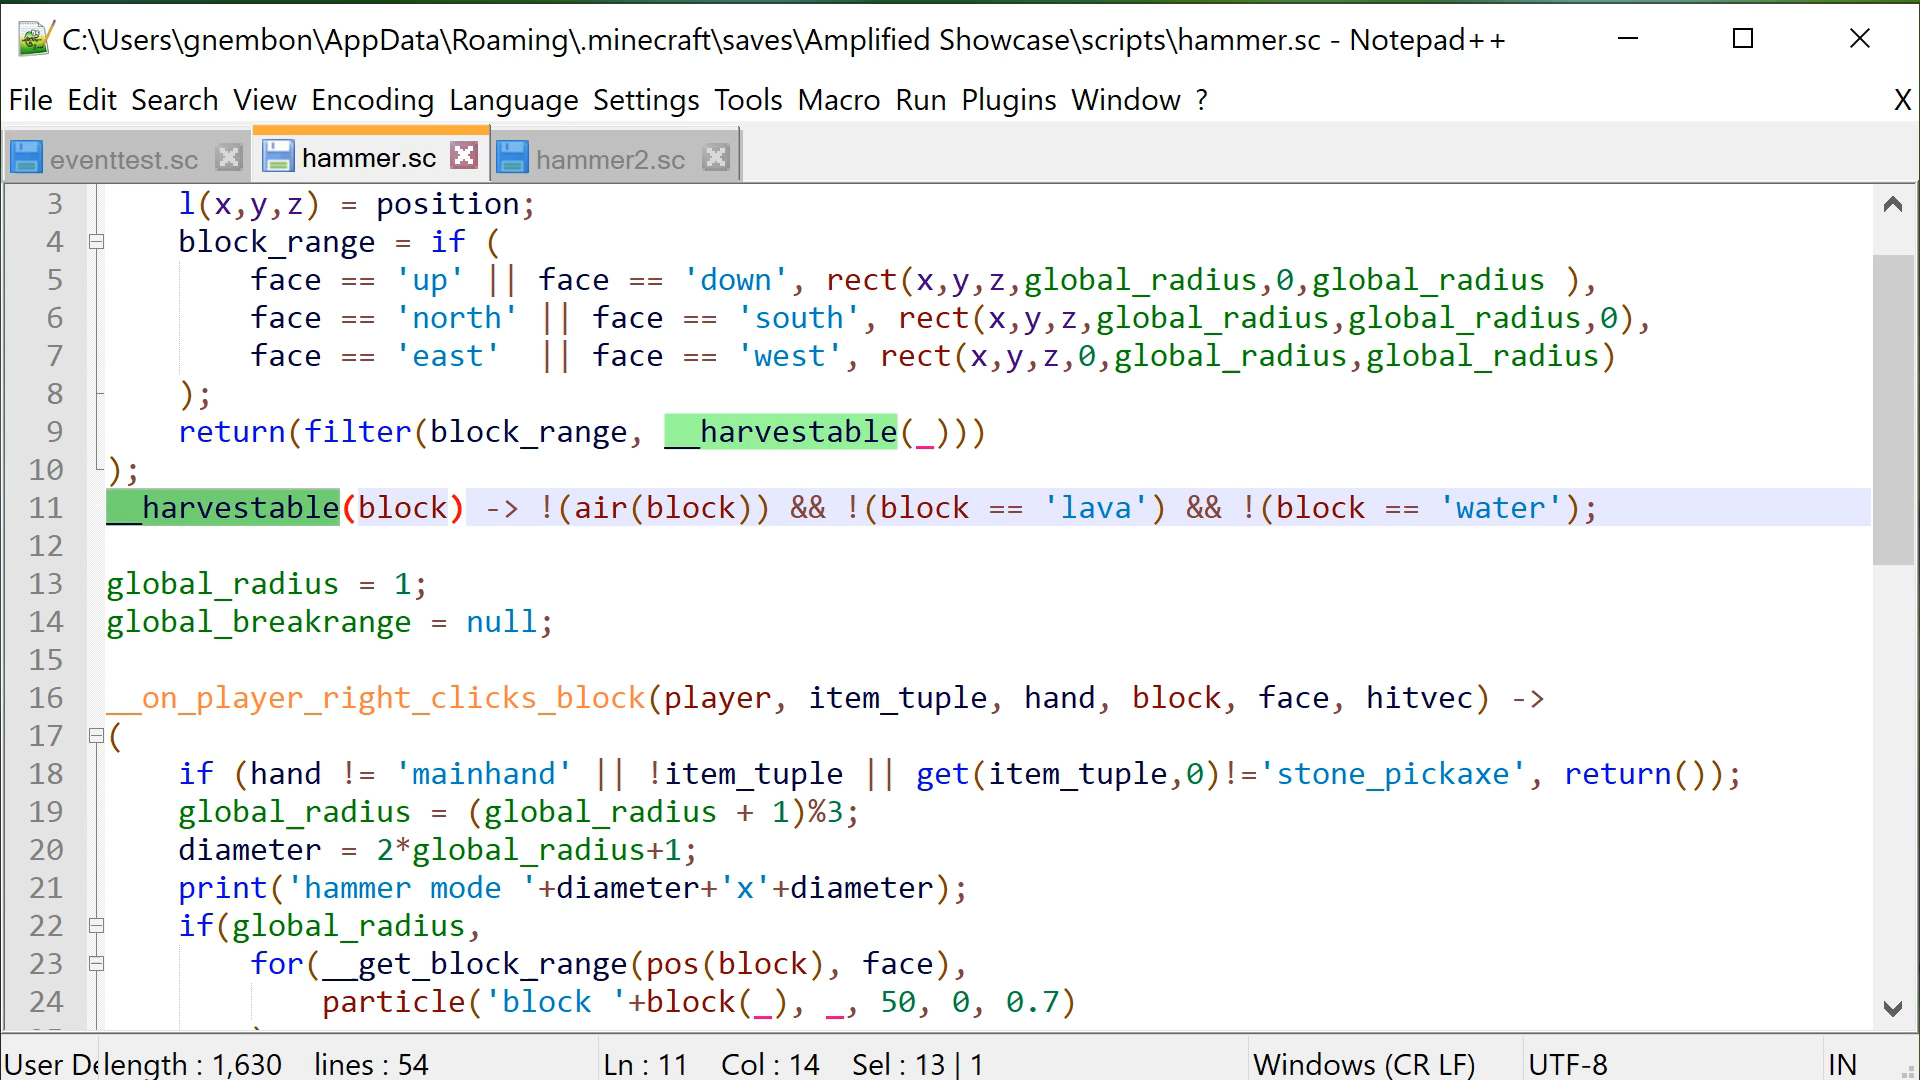 C:\Users\gnembon\AppData\Roaming\.minecraft\saves\Amplified Showcase\scripts\hammer.sc - Notepad++
File Edit Search View Encoding Language Settings Tools Macro Run Plugins Window ? X
eventtest.sc hammer.sc hammer2.sc
3 l(x,y,z) = position;
4 block_range = if (
5 face == 'up' || face == 'down', rect(x,y,z,global_radius,0,global_radius ),
6 face == 'north' || face == 'south', rect(x,y,z,global_radius,global_radius,0),
7 face == 'east'  || face == 'west', rect(x,y,z,0,global_radius,global_radius)
8 );
9 return(filter(block_range, __harvestable(_)))
10 );
11 __harvestable(block) -> !(air(block)) && !(block == 'lava') && !(block == 'water');
12
13 global_radius = 1;
14 global_breakrange = null;
15
16 __on_player_right_clicks_block(player, item_tuple, hand, block, face, hitvec) ->
17 (
18 if (hand != 'mainhand' || !item_tuple || get(item_tuple,0)!='stone_pickaxe', return());
19 global_radius = (global_radius + 1)%3;
20 diameter = 2*global_radius+1;
21 print('hammer mode '+diameter+'x'+diameter);
22 if(global_radius,
23 for(__get_block_range(pos(block), face),
24 particle('block '+block(_), _, 50, 0, 0.7)
User De length : 1,630 lines : 54 Ln : 11 Col : 14 Sel : 13 | 1 Windows (CR LF) UTF-8 IN